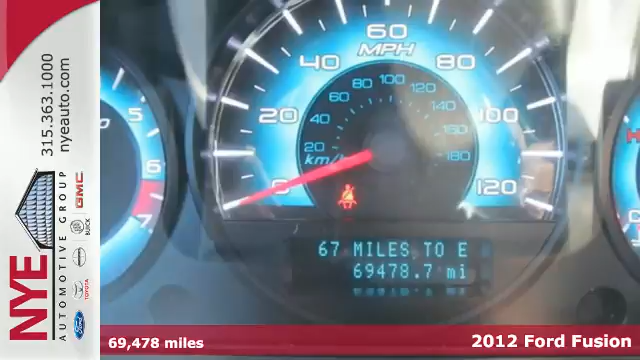 315.363.1000
nyeauto.com
NYE
AUTOMOTIVE GROUP
GMC
BUICK
TOYOTA
Ford
5
6
7
0
20
40
60
80
100
120
MPH
20
40
60
80
100
120
140
180
km/h
H
67 MILES TO E
69478.7 mi
69,478 miles
2012 Ford Fusion